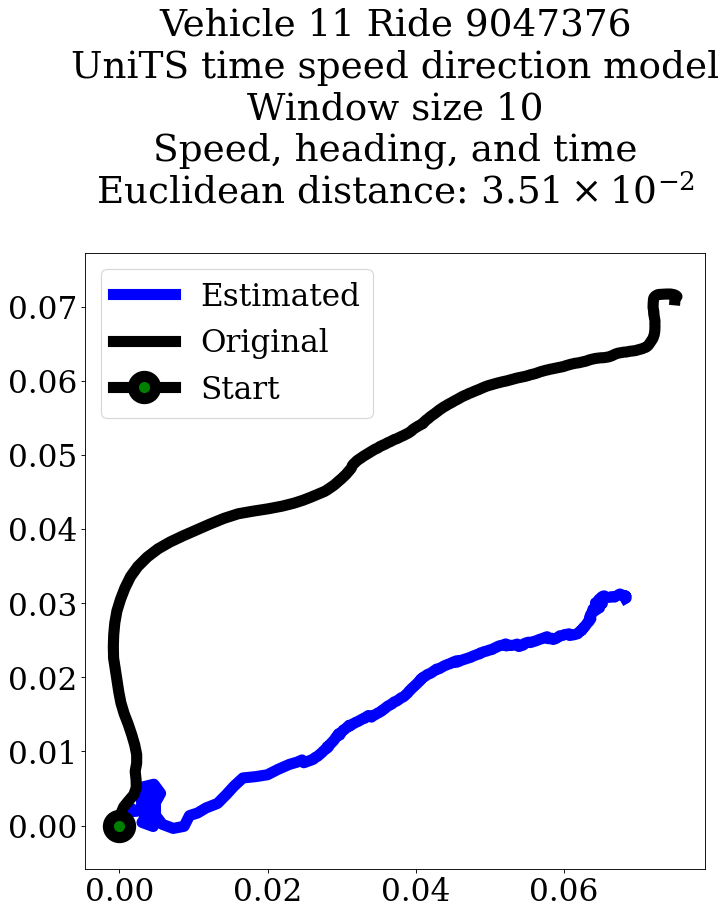 Vehicle 11 Ride 9047376
UniTS time speed direction model
Window size 10
Speed, heading, and time
Euclidean distance: 3.51 × 10⁻²
Estimated
Original
Start
0.07
0.06
0.05
0.04
0.03
0.02
0.01
0.00
0.00 0.02 0.04 0.06